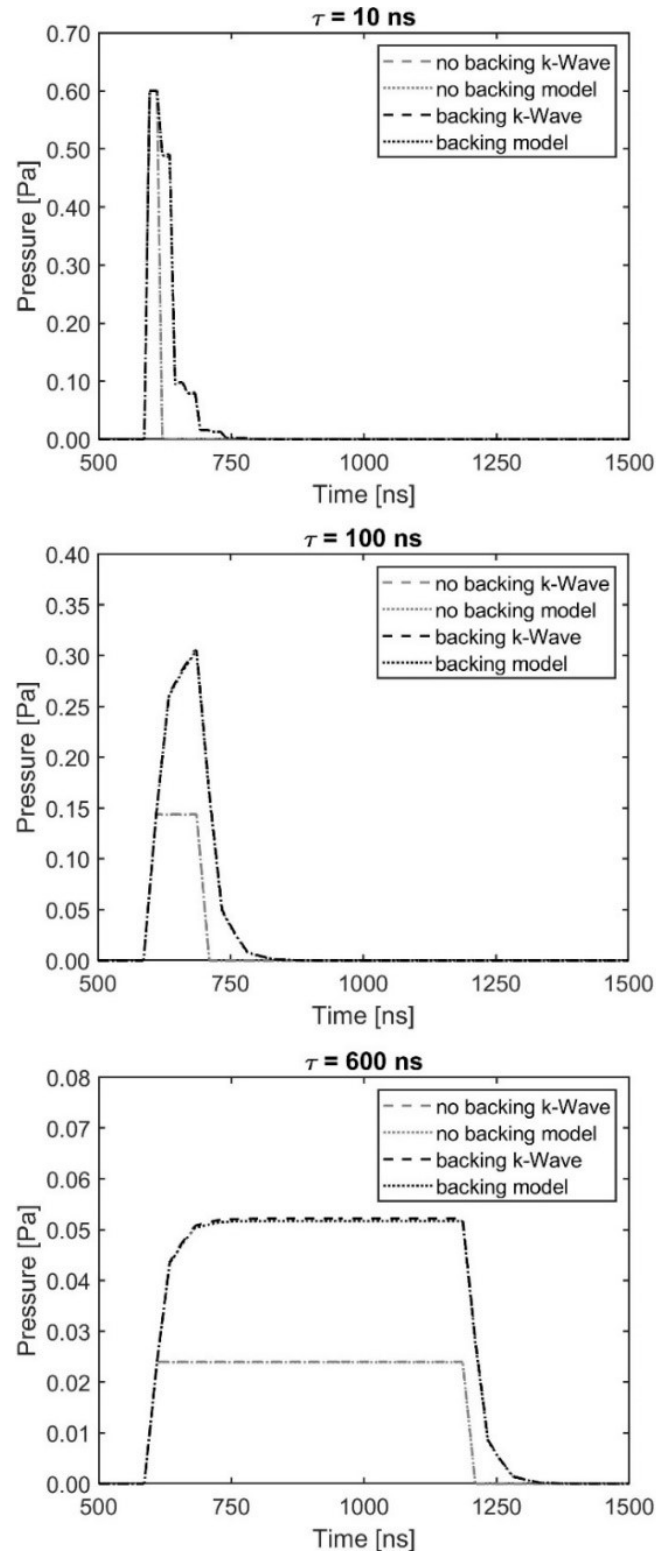 τ = 10 ns
0.70
0.60
0.50
0.40
0.30
0.20
0.10
0.00
Pressure [Pa]
no backing k-Wave
no backing model
backing k-Wave
backing model
500 750 1000 1250 1500
Time [ns]
τ = 100 ns
0.40
0.35
0.30
0.25
0.20
0.15
0.10
0.05
0.00
Pressure [Pa]
no backing k-Wave
no backing model
backing k-Wave
backing model
500 750 1000 1250 1500
Time [ns]
τ = 600 ns
0.08
0.07
0.06
0.05
0.04
0.03
0.02
0.01
0.00
Pressure [Pa]
no backing k-Wave
no backing model
backing k-Wave
backing model
500 750 1000 1250 1500
Time [ns]